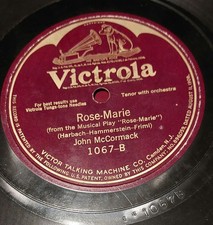 Victrola
For best results use
Victrola Tungs-tone Needles
Tenor with orchestra
Rose-Marie
(from the Musical Play "Rose-Marie")
(Harbach-Hammerstein-Friml)
John McCormack
1067-B
VICTOR TALKING MACHINE CO. Camden, N. J.